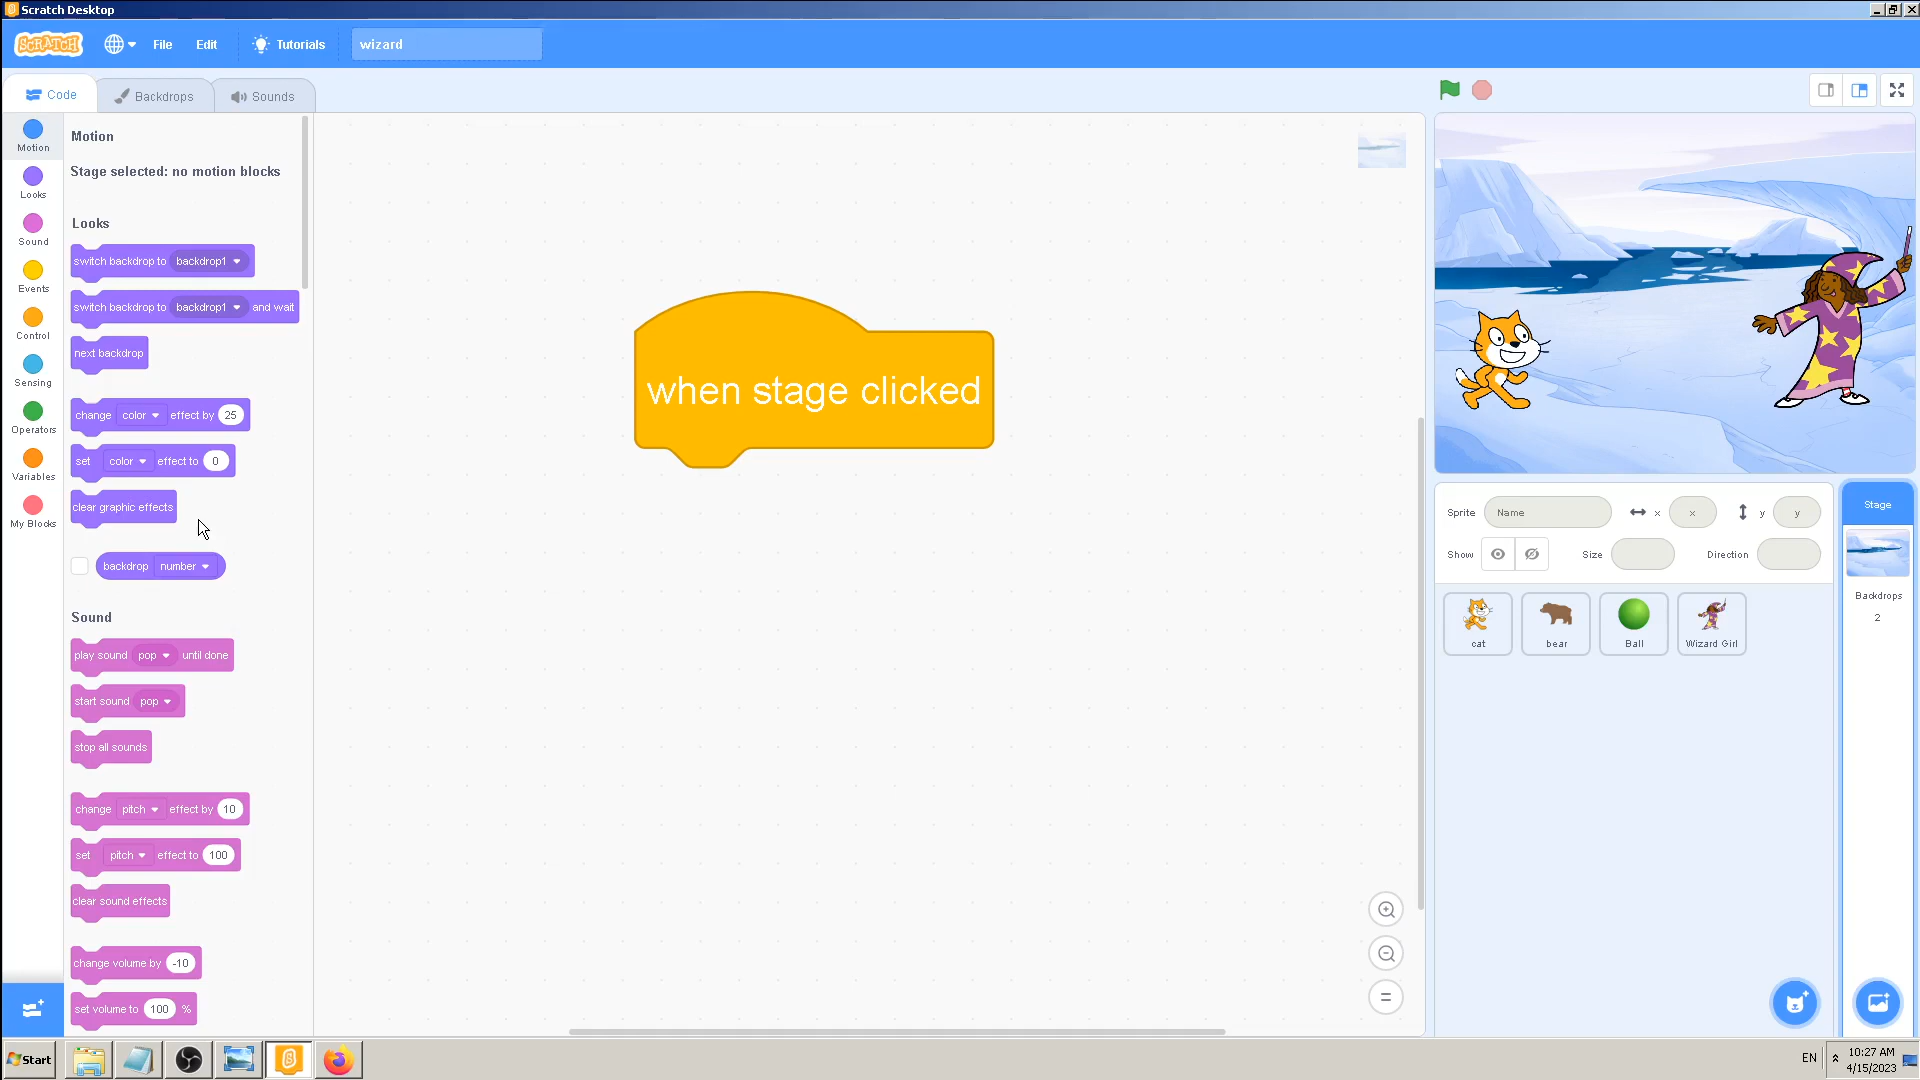 Scratch Desktop
SCRATCH
File
Edit
Tutorials
wizard
Code
Backdrops
Sounds
Motion
Looks
Sound
Events
Control
Sensing
Operators
Variables
My Blocks
Motion
Stage selected: no motion blocks
Looks
switch backdrop to backdrop1
switch backdrop to backdrop1 and wait
next backdrop
change color effect by 25
set color effect to 0
clear graphic effects
backdrop number
Sound
play sound pop until done
start sound pop
stop all sounds
change pitch effect by 10
set pitch effect to 100
clear sound effects
change volume by -10
set volume to 100 %
when stage clicked
Sprite Name x x y y
Show Size Direction
cat
bear
Ball
Wizard Girl
Stage
Backdrops
2
Start
EN
10:27 AM
4/15/2023